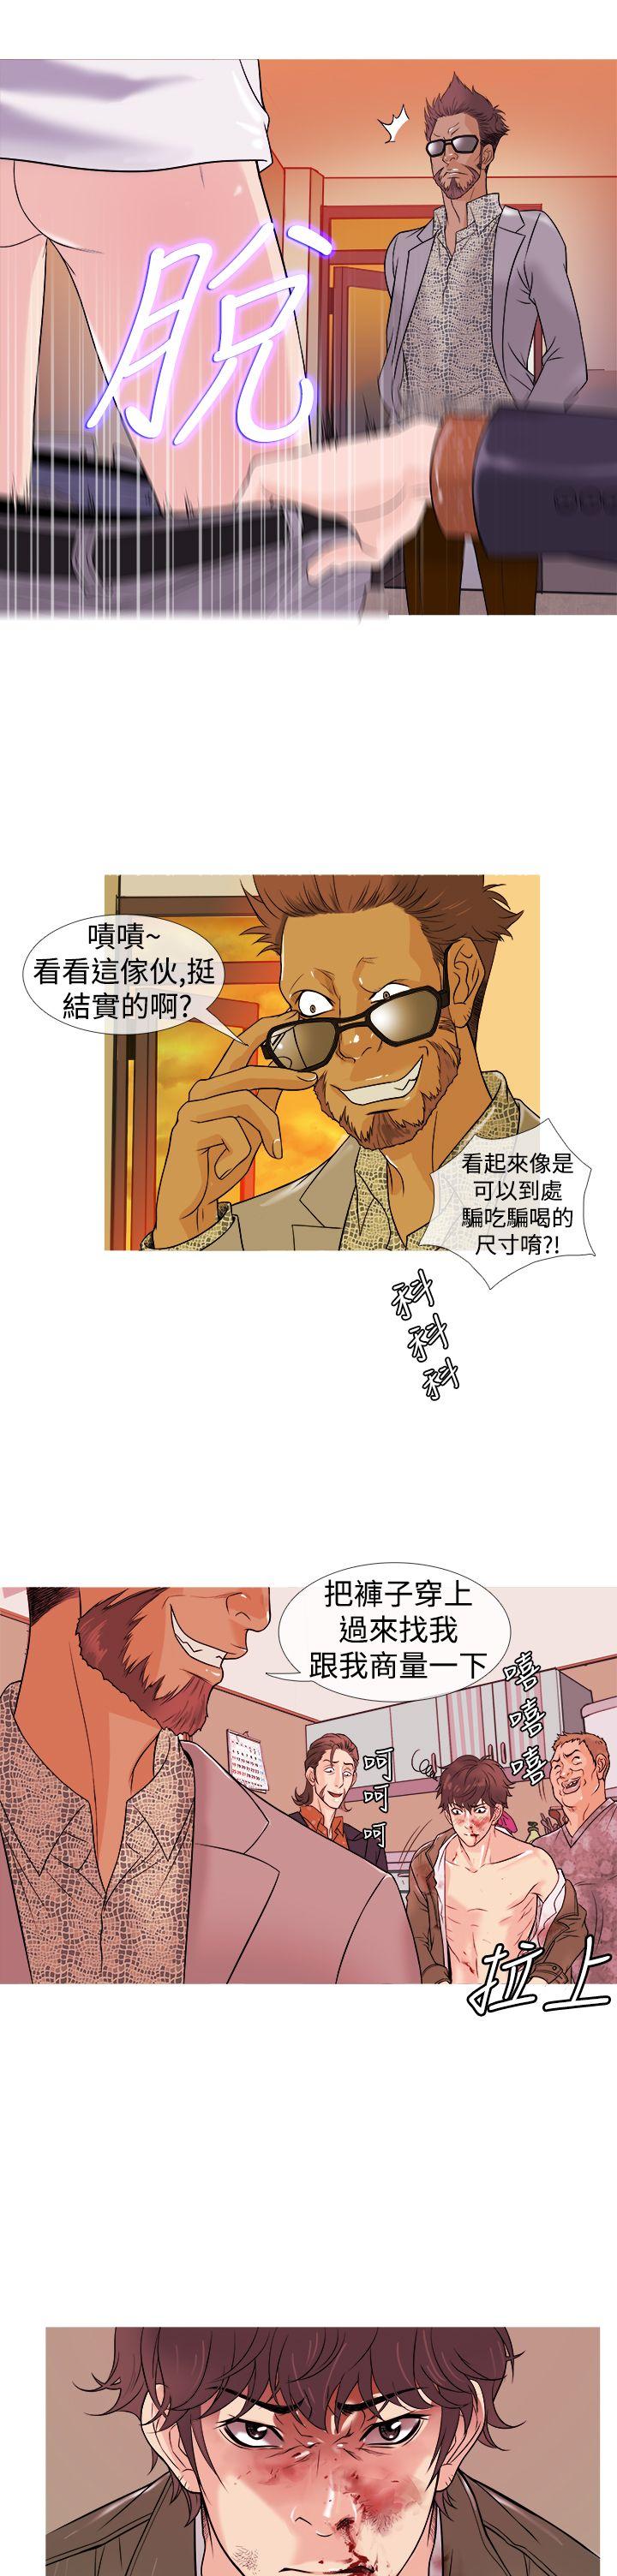 脫
嘖嘖~
看看這傢伙,挺
結實的啊?
看起來像是
可以到處
騙吃騙喝的
尺寸唷?!
科
科
科
把褲子穿上
過來找我
跟我商量一下
嘻
嘻
嘻
呵
呵
呵
拉上